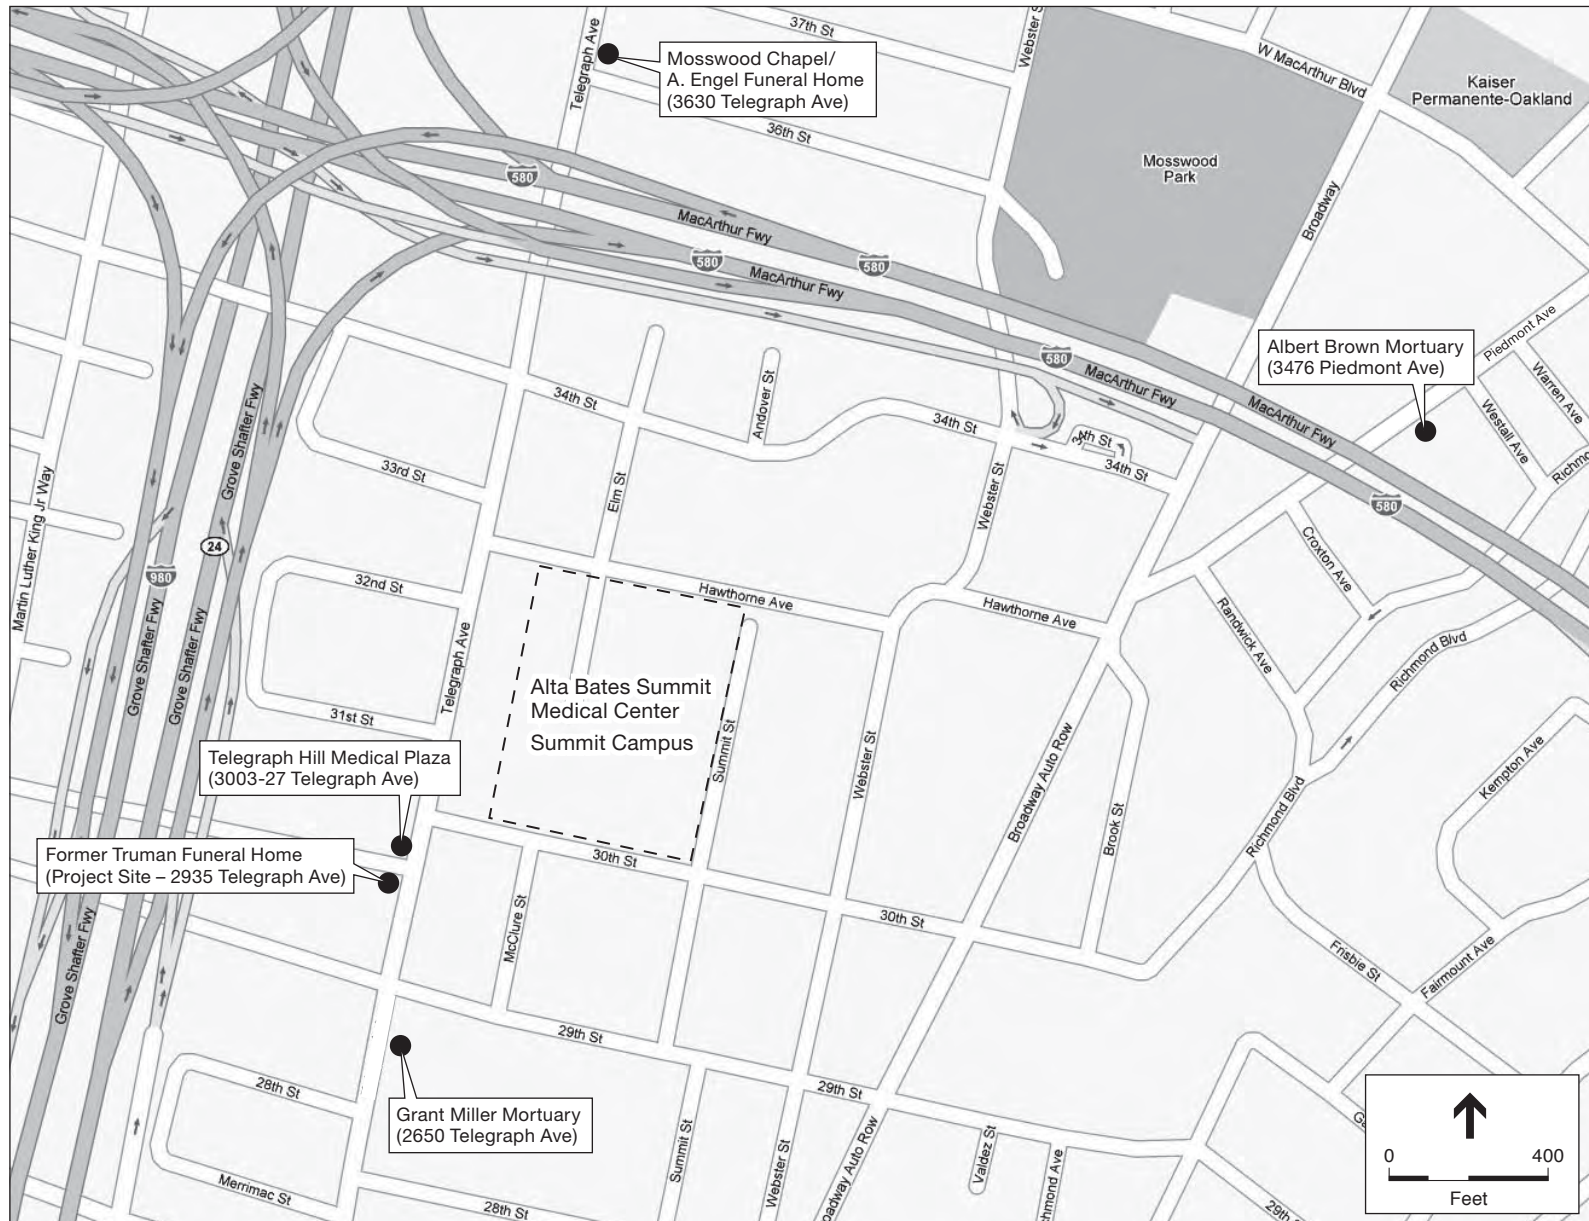 37th St
Webster S
Telegraph Ave
Mosswood Chapel/
A. Engel Funeral Home
(3630 Telegraph Ave)
W MacArthur Blvd
Kaiser
Permanente-Oakland
36th St
Mosswood
Park
580
MacArthur Fwy
Broadway
580
MacArthur Fwy
580
Piedmont Ave
Albert Brown Mortuary
(3476 Piedmont Ave)
580
MacArthur Fwy
MacArthur Fwy
Warren Ave
Westall Ave
34th St
Andover St
34th St
34th St
Richmo
Grove Shafter Fwy
33rd St
Elm St
Webster St
580
Martin Luther King Jr Way
24
980
32nd St
Hawthorne Ave
Hawthorne Ave
Croxton Ave
Randwick Ave
Richmond Blvd
Grove Shafter Fwy
Grove Shafter Fwy
Telegraph Ave
Alta Bates Summit
Medical Center
Summit Campus
31st St
Summit St
Webster St
Broadway Auto Row
Kempton Ave
Telegraph Hill Medical Plaza
(3003-27 Telegraph Ave)
Brook St
Richmond Blvd
Former Truman Funeral Home
(Project Site – 2935 Telegraph Ave)
30th St
30th St
McClure St
Frisbie St
Fairmount Ave
Grove Shafter Fwy
29th St
28th St
29th St
Grant Miller Mortuary
(2650 Telegraph Ave)
Summit St
Webster St
oadway Auto Row
Valdez St
chmond Ave
Merrimac St
28th St
29th
0 400
Feet